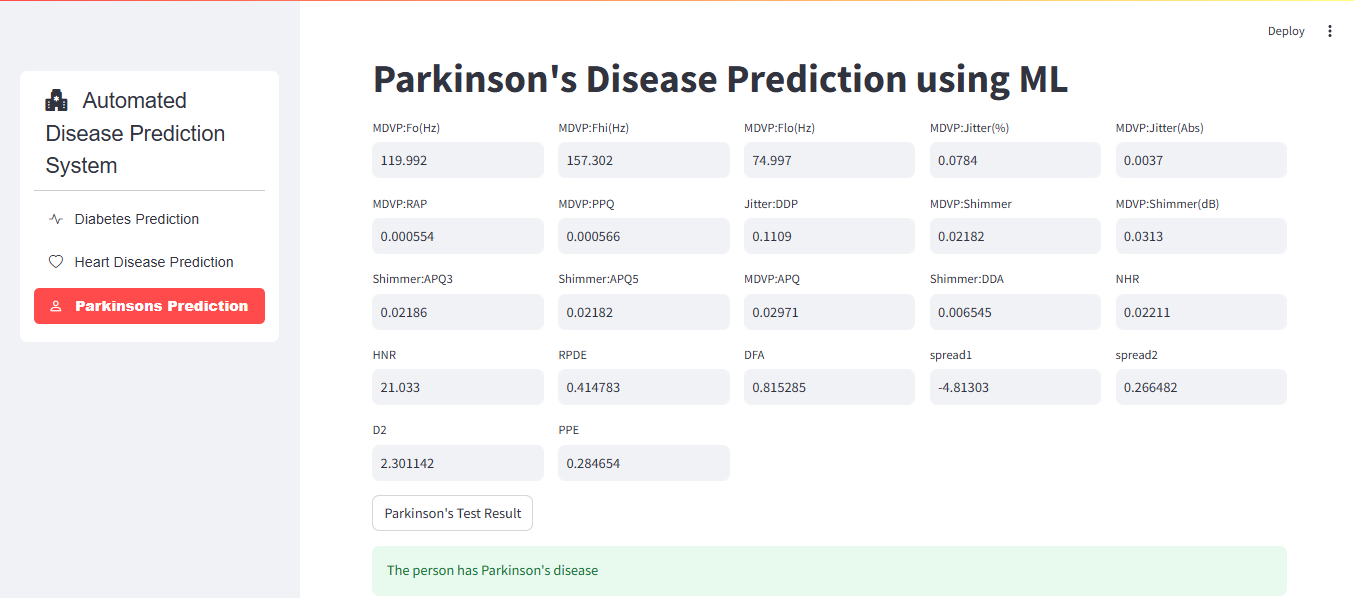 Deploy
Automated
Disease Prediction
System
Diabetes Prediction
Heart Disease Prediction
Parkinsons Prediction
Parkinson's Disease Prediction using ML
MDVP:Fo(Hz) MDVP:Fhi(Hz) MDVP:Flo(Hz) MDVP:Jitter(%) MDVP:Jitter(Abs)
119.992 157.302 74.997 0.0784 0.0037
MDVP:RAP MDVP:PPQ Jitter:DDP MDVP:Shimmer MDVP:Shimmer(dB)
0.000554 0.000566 0.1109 0.02182 0.0313
Shimmer:APQ3 Shimmer:APQ5 MDVP:APQ Shimmer:DDA NHR
0.02186 0.02182 0.02971 0.006545 0.02211
HNR RPDE DFA spread1 spread2
21.033 0.414783 0.815285 -4.81303 0.266482
D2 PPE
2.301142 0.284654
Parkinson's Test Result
The person has Parkinson's disease